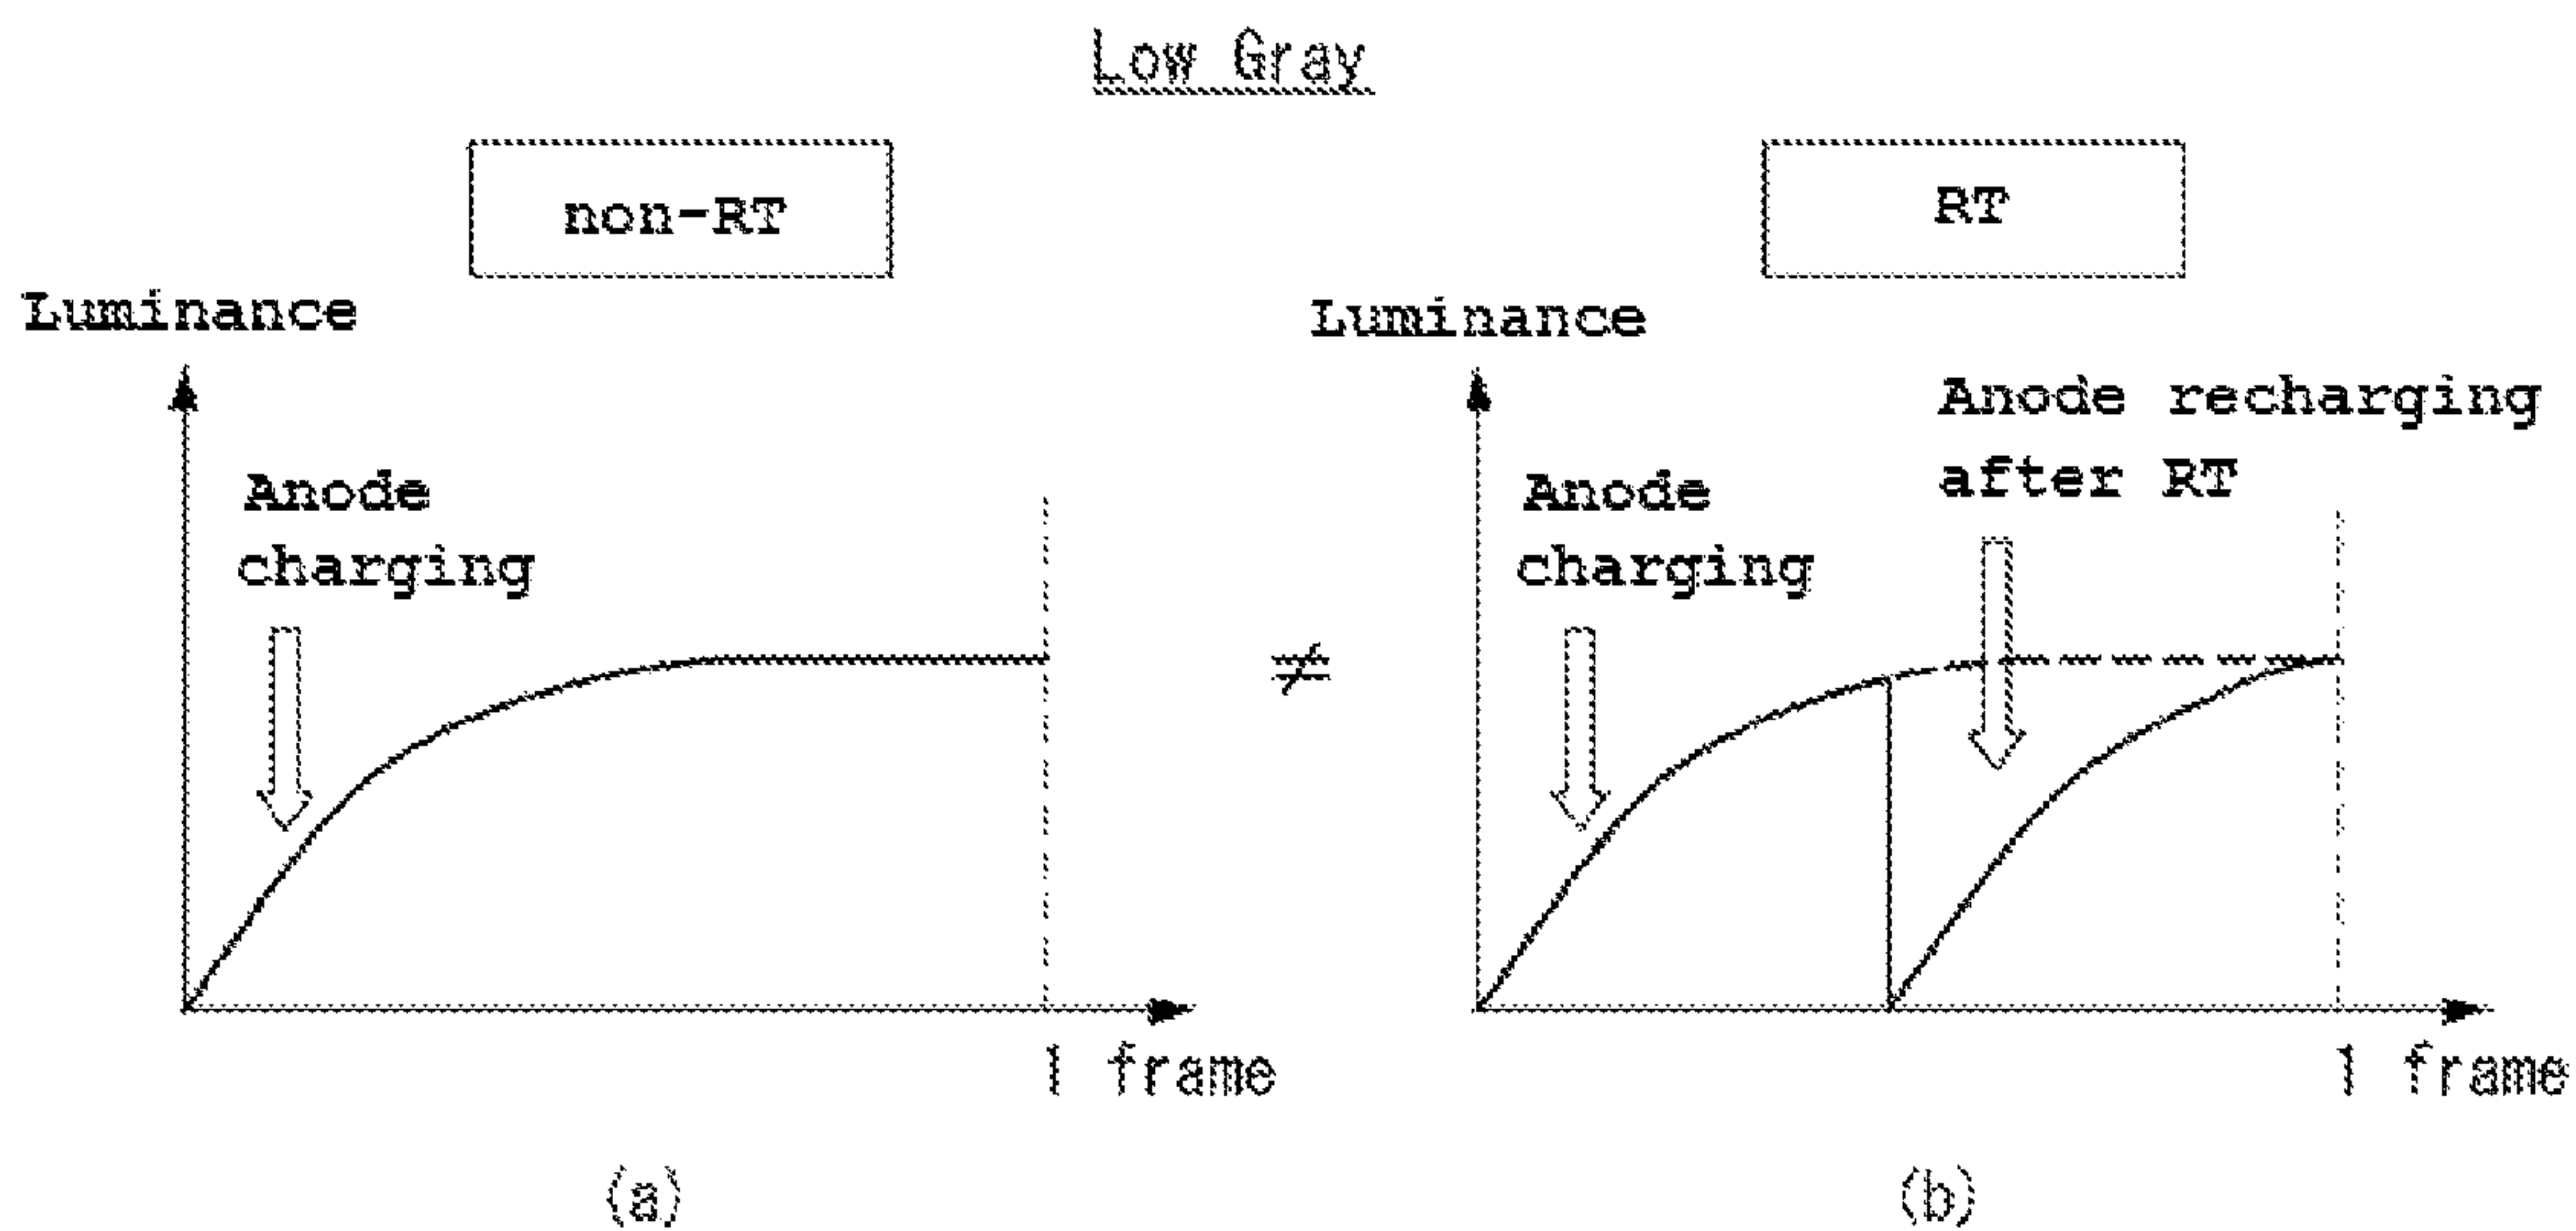 Low Gray
non-RT
RT
Luminance
Luminance
Anode
charging
Anode
charging
Anode recharging
after RT
≠
1 frame
1 frame
(a)
(b)